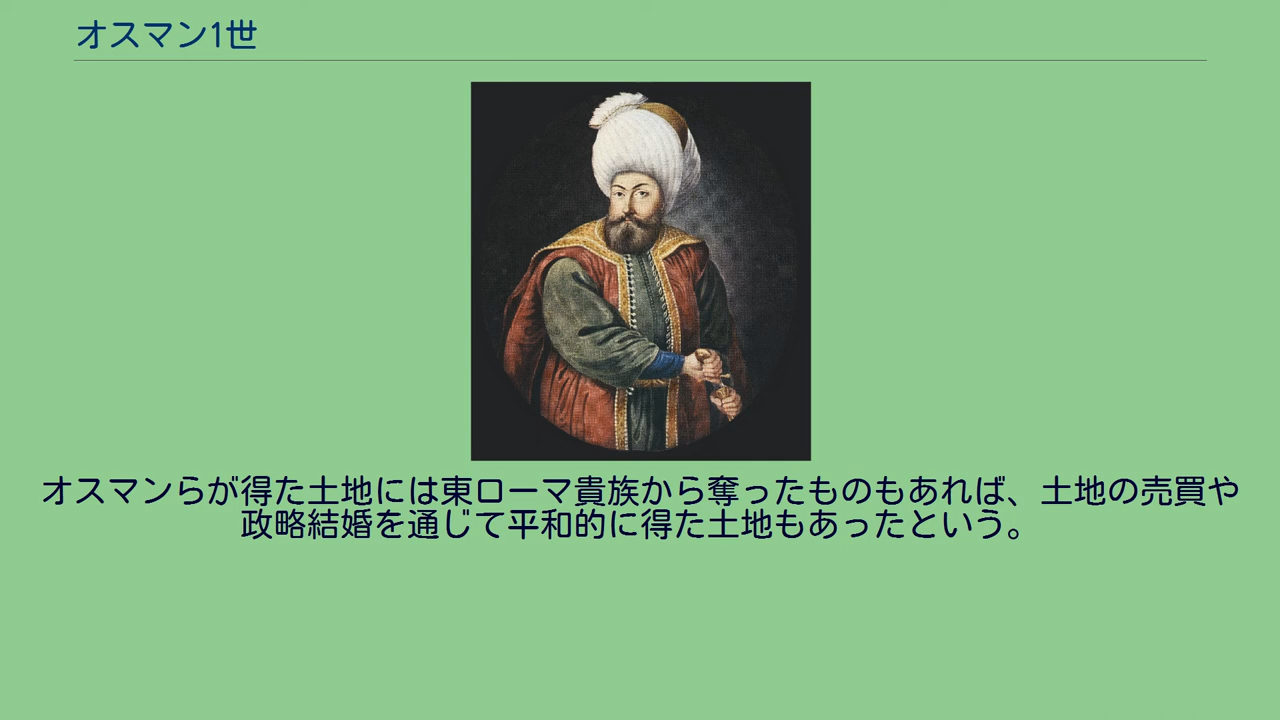 オスマン1世
オスマンらが得た土地には東ローマ貴族から奪ったものもあれば、土地の売買や
政略結婚を通じて平和的に得た土地もあったという。